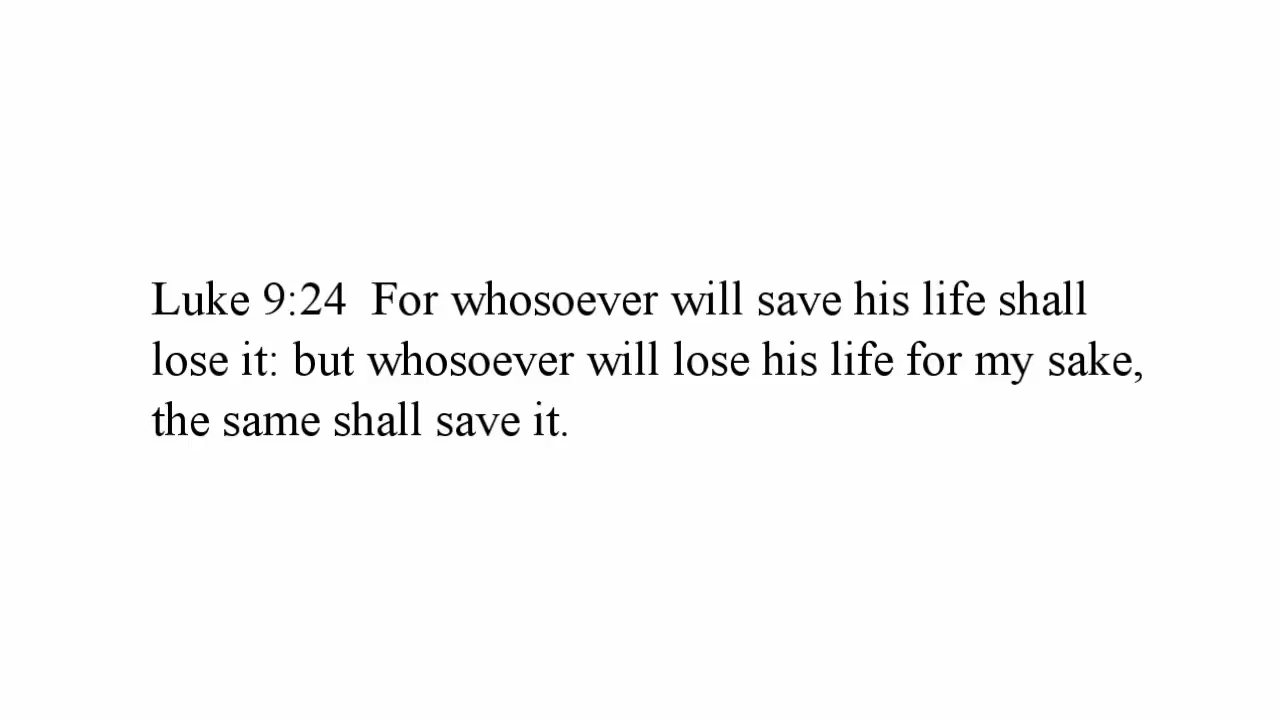 Luke 9:24  For whosoever will save his life shall
lose it: but whosoever will lose his life for my sake,
the same shall save it.